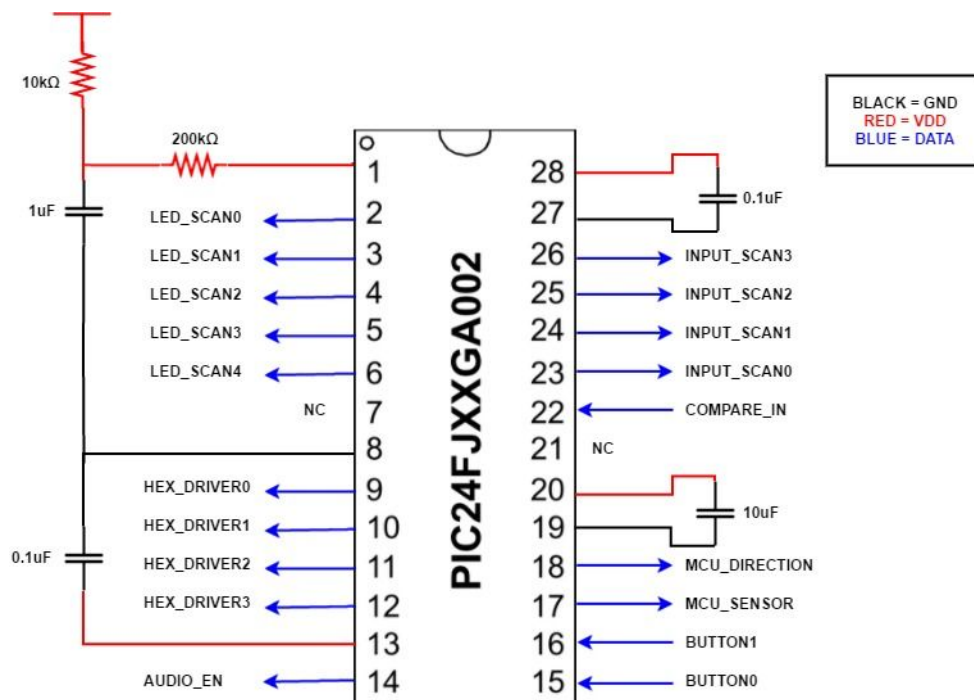 10kΩ
200kΩ
1uF
0.1uF
LED_SCAN0
LED_SCAN1
LED_SCAN2
LED_SCAN3
LED_SCAN4
NC
HEX_DRIVER0
HEX_DRIVER1
HEX_DRIVER2
HEX_DRIVER3
AUDIO_EN
1
2
3
4
5
6
7
8
9
10
11
12
13
14
PIC24FJXXGA002
28
27
26
25
24
23
22
21
20
19
18
17
16
15
0.1uF
INPUT_SCAN3
INPUT_SCAN2
INPUT_SCAN1
INPUT_SCAN0
COMPARE_IN
NC
10uF
MCU_DIRECTION
MCU_SENSOR
BUTTON1
BUTTON0
BLACK = GND
RED = VDD
BLUE = DATA